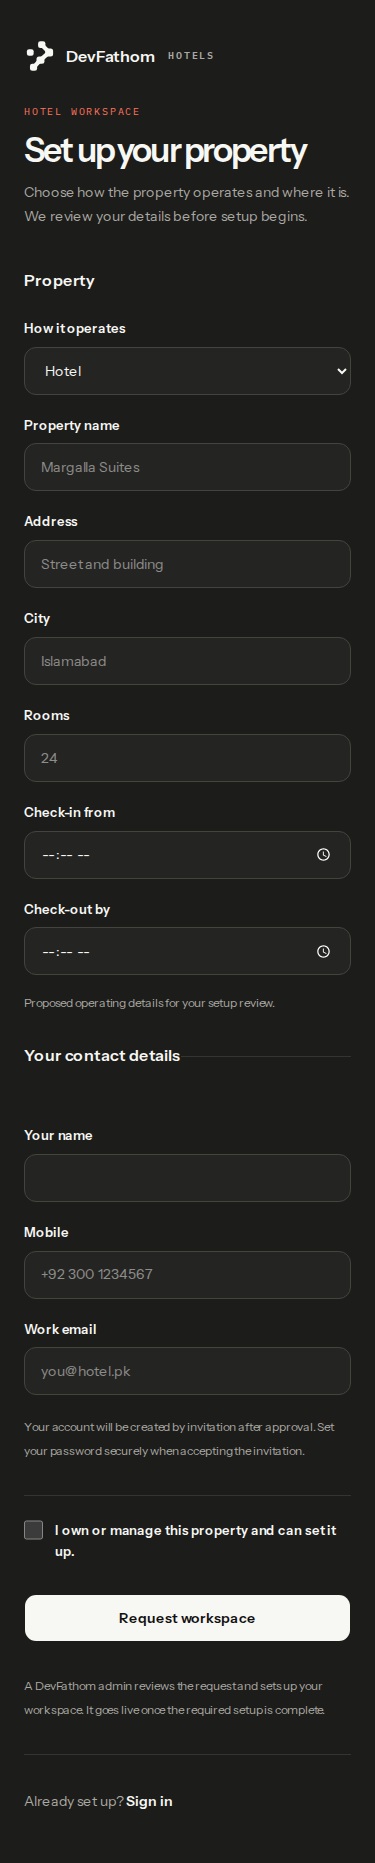 DevFathom HOTELS
HOTEL WORKSPACE
Set up your property
Choose how the property operates and where it is.
We review your details before setup begins.
Property
How it operates
Hotel
Property name
Margalla Suites
Address
Street and building
City
Islamabad
Rooms
24
Check-in from
--:-- --
Check-out by
--:-- --
Proposed operating details for your setup review.
Your contact details
Your name
Mobile
+92 300 1234567
Work email
you@hotel.pk
Your account will be created by invitation after approval. Set
your password securely when accepting the invitation.
I own or manage this property and can set it
up.
Request workspace
A DevFathom admin reviews the request and sets up your
workspace. It goes live once the required setup is complete.
Already set up? Sign in